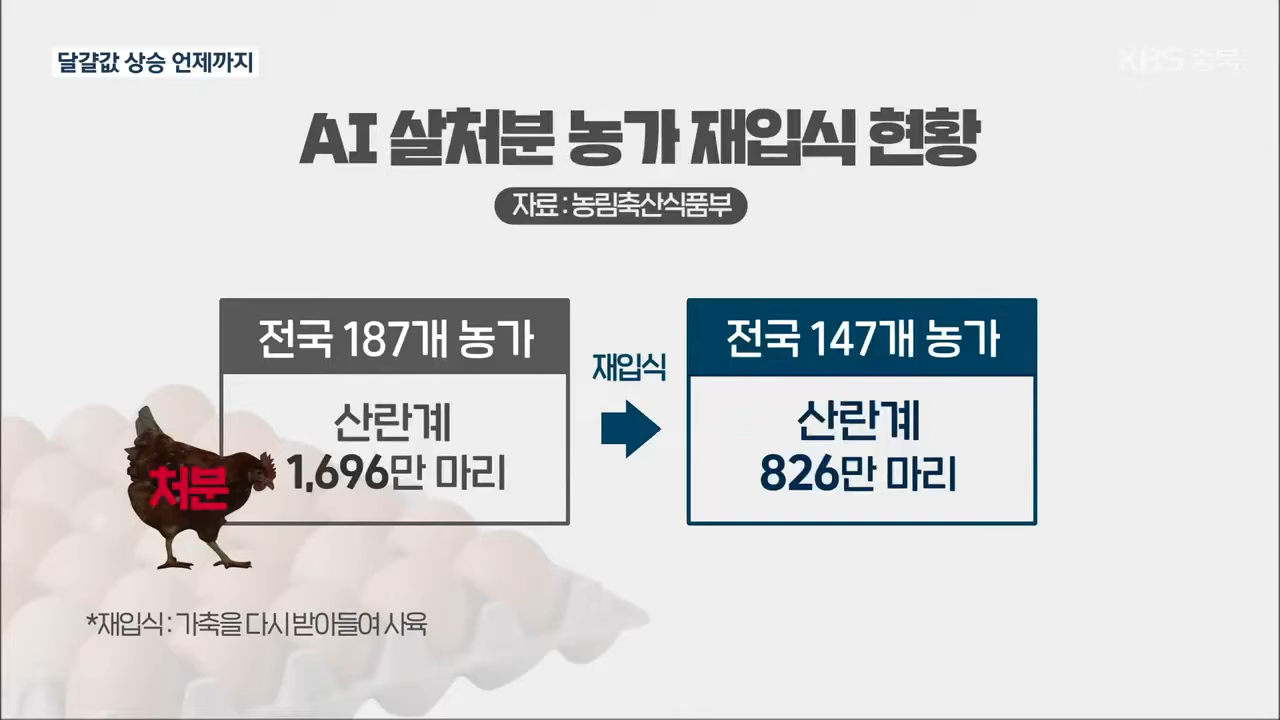 달걀값 상승 언제까지
KBS 충북
AI 살처분 농가 재입식 현황
자료 : 농림축산식품부
전국 187개 농가
산란계
1,696만 마리
처분
재입식
전국 147개 농가
산란계
826만 마리
*재입식 : 가축을 다시 받아들여 사육